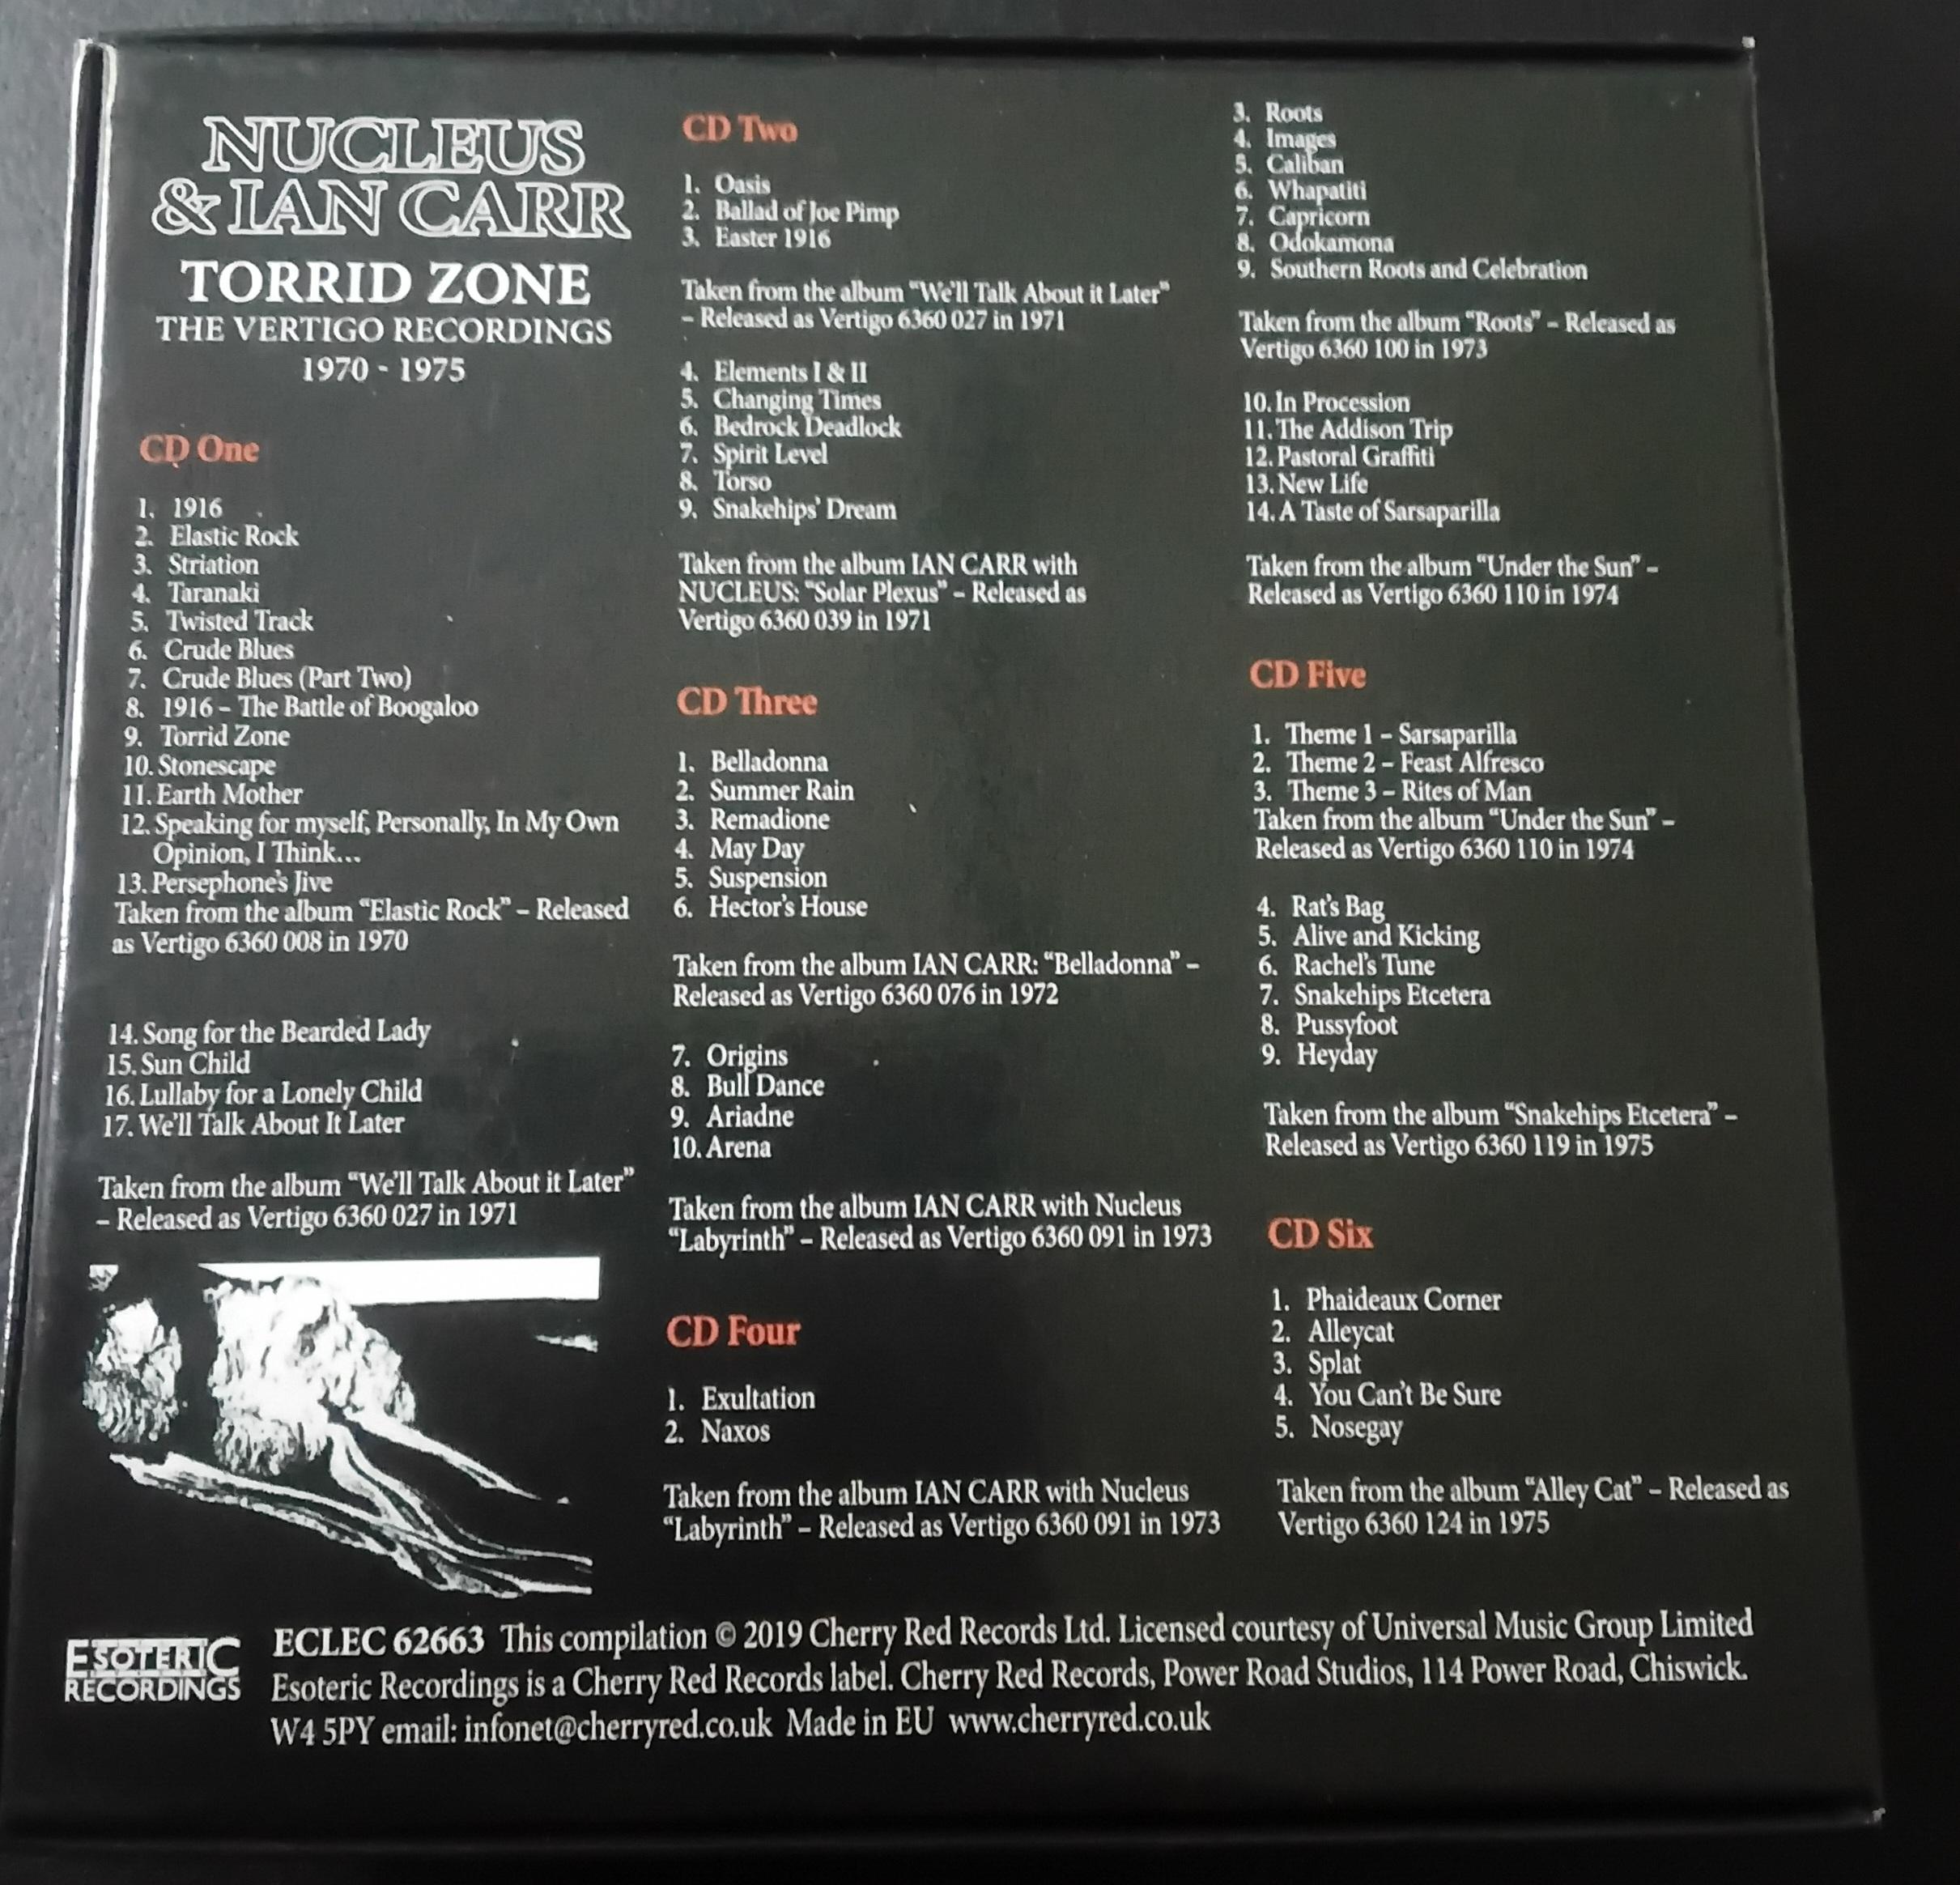 NUCLEUS
& IAN CARR
TORRID ZONE
THE VERTIGO RECORDINGS
1970 - 1975
CD One
1. 1916
2. Elastic Rock
3. Striation
4. Taranaki
5. Twisted Track
6. Crude Blues
7. Crude Blues (Part Two)
8. 1916 – The Battle of Boogaloo
9. Torrid Zone
10. Stonescape
11. Earth Mother
12. Speaking for myself, Personally, In My Own
Opinion, I Think...
13. Persephone's Jive
Taken from the album “Elastic Rock” – Released
as Vertigo 6360 008 in 1970
14. Song for the Bearded Lady
15. Sun Child
16. Lullaby for a Lonely Child
17. We'll Talk About It Later
Taken from the album “We'll Talk About it Later”
– Released as Vertigo 6360 027 in 1971
CD Two
1. Oasis
2. Ballad of Joe Pimp
3. Easter 1916
Taken from the album “We'll Talk About it Later”
– Released as Vertigo 6360 027 in 1971
4. Elements I & II
5. Changing Times
6. Bedrock Deadlock
7. Spirit Level
8. Torso
9. Snakehips' Dream
Taken from the album IAN CARR with
NUCLEUS: “Solar Plexus” – Released as
Vertigo 6360 039 in 1971
CD Three
1. Belladonna
2. Summer Rain
3. Remadione
4. May Day
5. Suspension
6. Hector's House
Taken from the album IAN CARR: “Belladonna” –
Released as Vertigo 6360 076 in 1972
7. Origins
8. Bull Dance
9. Ariadne
10. Arena
Taken from the album IAN CARR with Nucleus
“Labyrinth” – Released as Vertigo 6360 091 in 1973
CD Four
1. Exultation
2. Naxos
Taken from the album IAN CARR with Nucleus
“Labyrinth” – Released as Vertigo 6360 091 in 1973
3. Roots
4. Images
5. Caliban
6. Whapatiti
7. Capricorn
8. Odokamona
9. Southern Roots and Celebration
Taken from the album “Roots” – Released as
Vertigo 6360 100 in 1973
10. In Procession
11. The Addison Trip
12. Pastoral Graffiti
13. New Life
14. A Taste of Sarsaparilla
Taken from the album “Under the Sun” –
Released as Vertigo 6360 110 in 1974
CD Five
1. Theme 1 – Sarsaparilla
2. Theme 2 – Feast Alfresco
3. Theme 3 – Rites of Man
Taken from the album “Under the Sun” –
Released as Vertigo 6360 110 in 1974
4. Rat's Bag
5. Alive and Kicking
6. Rachel's Tune
7. Snakehips Etcetera
8. Pussyfoot
9. Heyday
Taken from the album “Snakehips Etcetera” –
Released as Vertigo 6360 119 in 1975
CD Six
1. Phaideaux Corner
2. Alleycat
3. Splat
4. You Can't Be Sure
5. Nosegay
Taken from the album “Alley Cat” – Released as
Vertigo 6360 124 in 1975
ESOTERIC
RECORDINGS
ECLEC 62663 This compilation © 2019 Cherry Red Records Ltd. Licensed courtesy of Universal Music Group Limited
Esoteric Recordings is a Cherry Red Records label. Cherry Red Records, Power Road Studios, 114 Power Road, Chiswick.
W4 5PY email: infonet@cherryred.co.uk Made in EU www.cherryred.co.uk